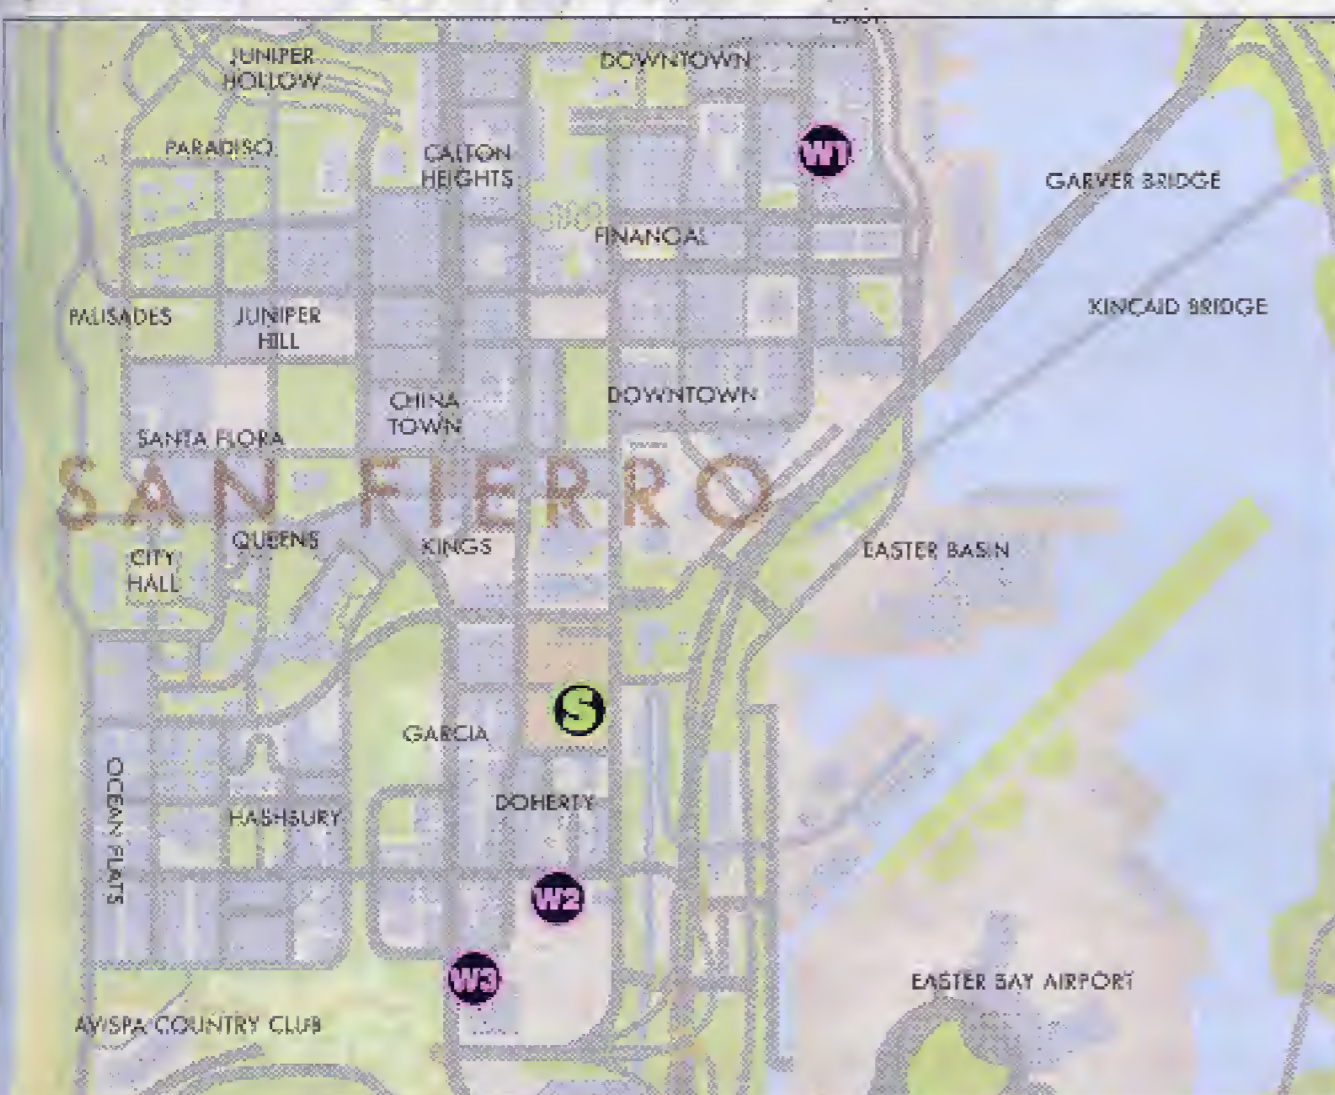 EAST
JUNIPER
HOLLOW
DOWNTOWN
PARADISO
CALTON
HEIGHTS
W1
GARVER BRIDGE
FINANCIAL
KINCAID BRIDGE
PALISADES
JUNIPER
HILL
CHINA
TOWN
DOWNTOWN
SANTA FLORA
SAN FIERRO
QUEENS
KINGS
CITY
HALL
EASTER BASIN
S
GARCIA
OCEAN FLATS
HASHBURY
DOHERTY
W2
W3
EASTER BAY AIRPORT
AVISPA COUNTRY CLUB